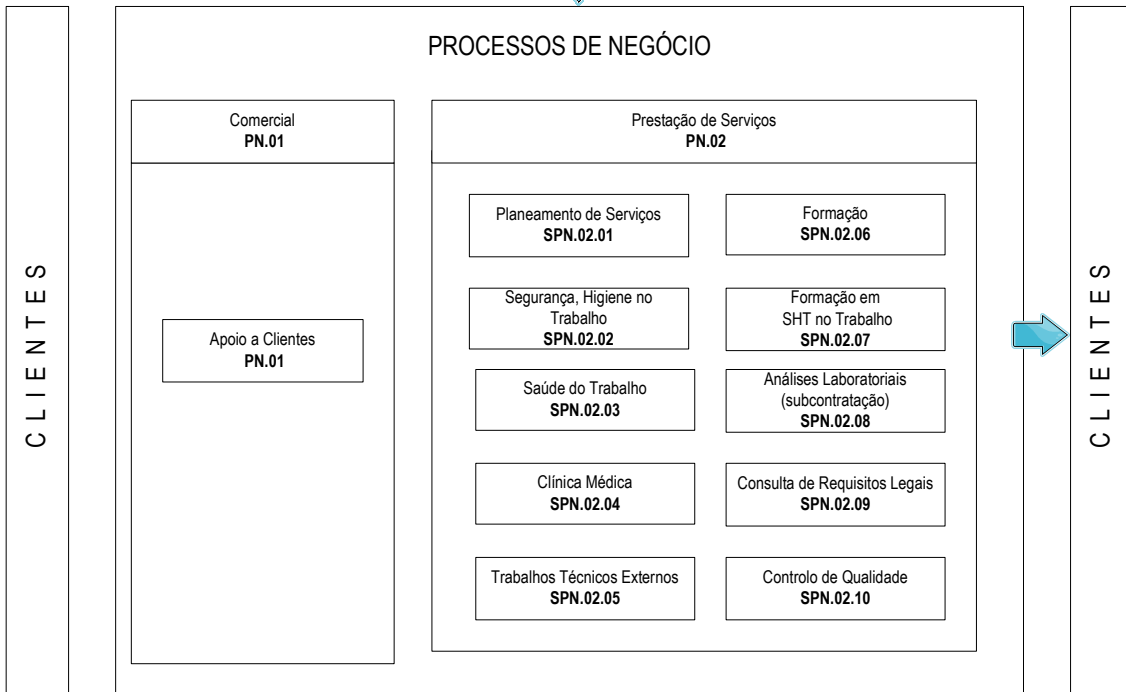 PROCESSOS DE NEGÓCIO
CLIENTES
Comercial
PN.01
Apoio a Clientes
PN.01
Prestação de Serviços
PN.02
Planeamento de Serviços
SPN.02.01
Segurança, Higiene no
Trabalho
SPN.02.02
Saúde do Trabalho
SPN.02.03
Clínica Médica
SPN.02.04
Trabalhos Técnicos Externos
SPN.02.05
Formação
SPN.02.06
Formação em
SHT no Trabalho
SPN.02.07
Análises Laboratoriais
(subcontratação)
SPN.02.08
Consulta de Requisitos Legais
SPN.02.09
Controlo de Qualidade
SPN.02.10
CLIENTES